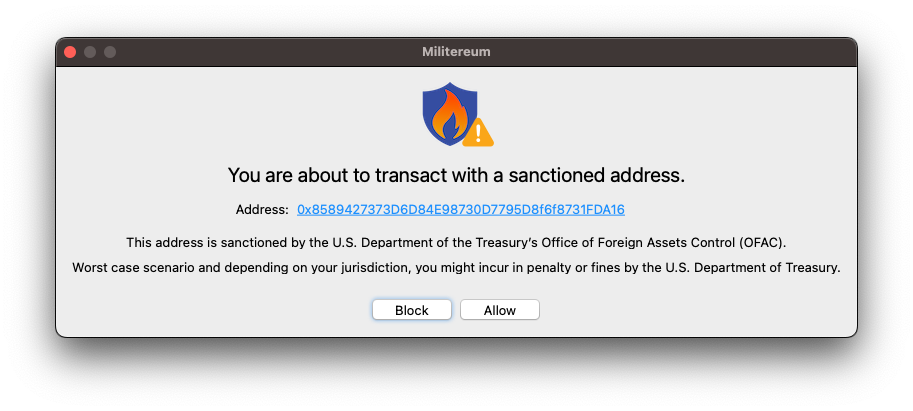 Militereum
You are about to transact with a sanctioned address.
Address: 0x8589427373D6D84E98730D7795D8f6f8731FDA16
This address is sanctioned by the U.S. Department of the Treasury's Office of Foreign Assets Control (OFAC).
Worst case scenario and depending on your jurisdiction, you might incur in penalty or fines by the U.S. Department of Treasury.
Block Allow